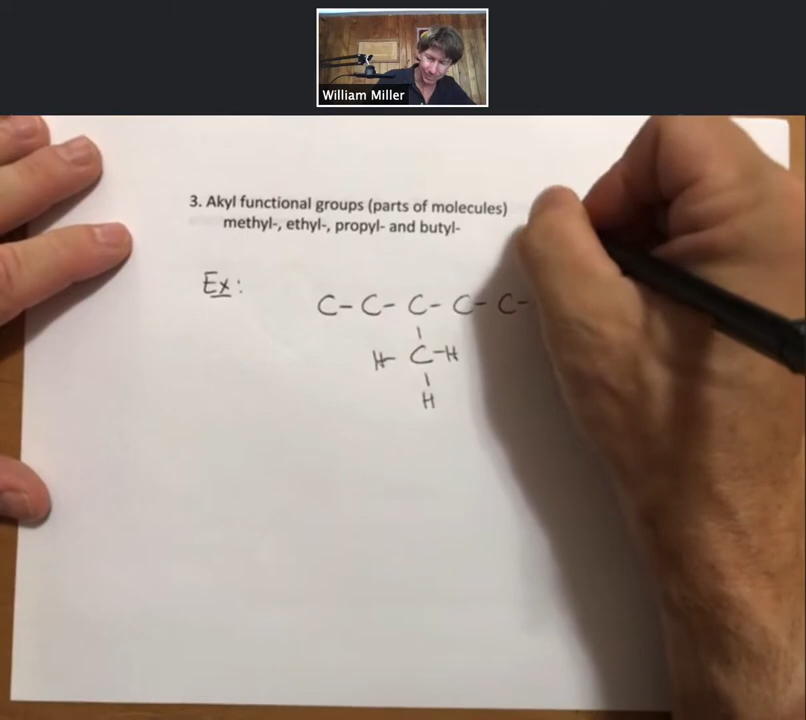 William Miller
3. Akyl functional groups (parts of molecules)
methyl-, ethyl-, propyl- and butyl-
Ex:
C-C-C-C-C-
H-C-H
H